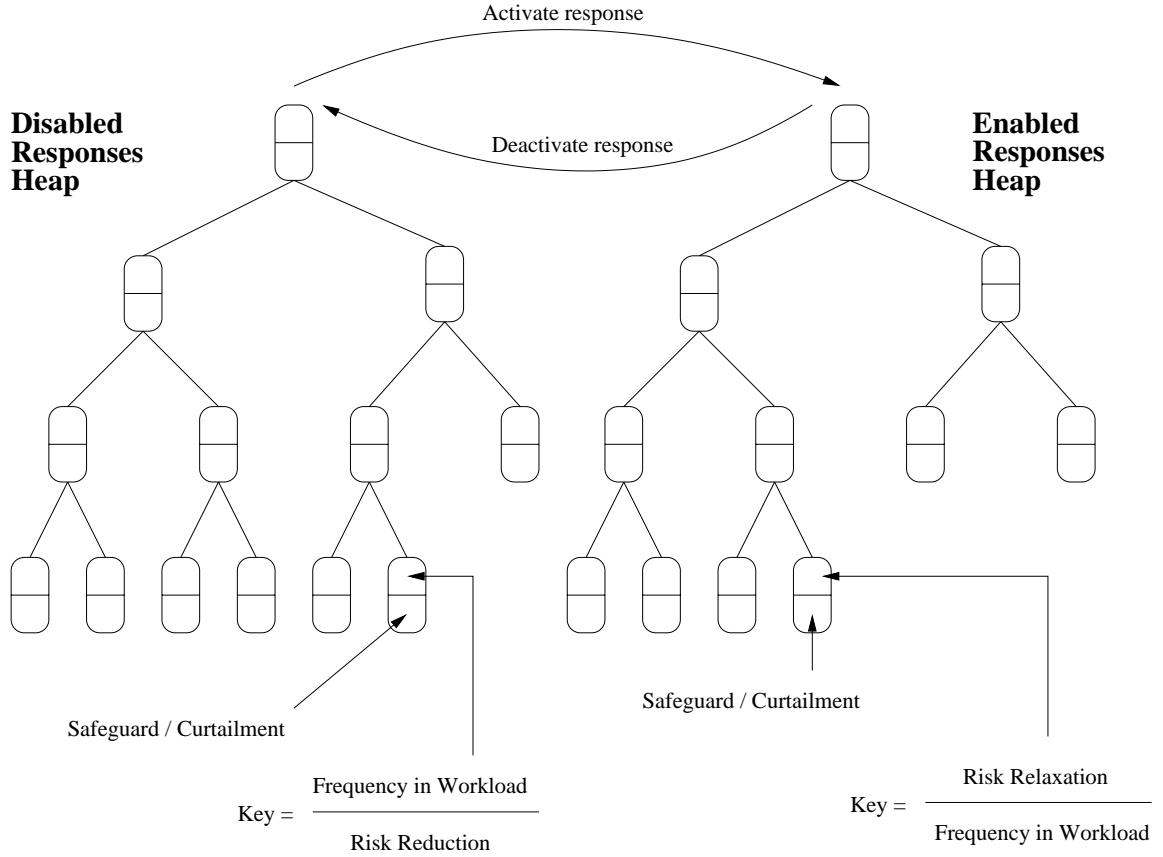 Activate response
Disabled
Responses
Heap
Deactivate response
Enabled
Responses
Heap
Safeguard / Curtailment
Safeguard / Curtailment
Key =
Frequency in Workload
Risk Reduction
Key =
Risk Relaxation
Frequency in Workload